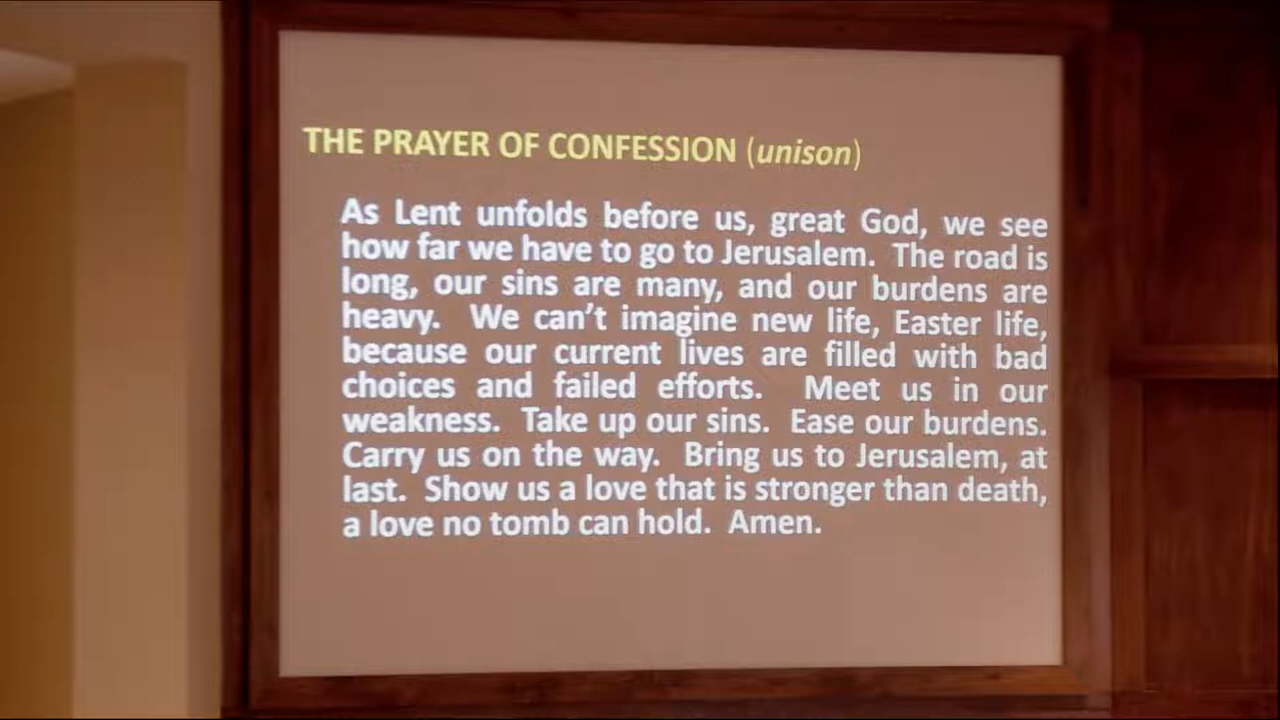 THE PRAYER OF CONFESSION (unison)
As Lent unfolds before us, great God, we see
how far we have to go to Jerusalem. The road is
long, our sins are many, and our burdens are
heavy. We can't imagine new life, Easter life,
because our current lives are filled with bad
choices and failed efforts. Meet us in our
weakness. Take up our sins. Ease our burdens.
Carry us on the way. Bring us to Jerusalem, at
last. Show us a love that is stronger than death,
a love no tomb can hold. Amen.